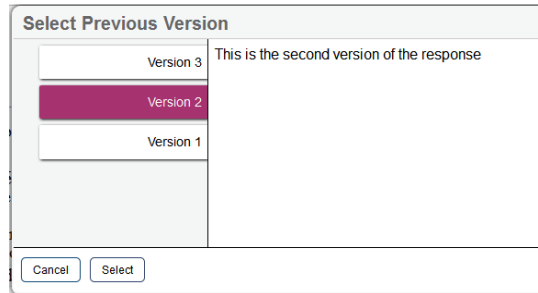 Select Previous Version
Version 3
Version 2
Version 1
This is the second version of the response
Cancel
Select